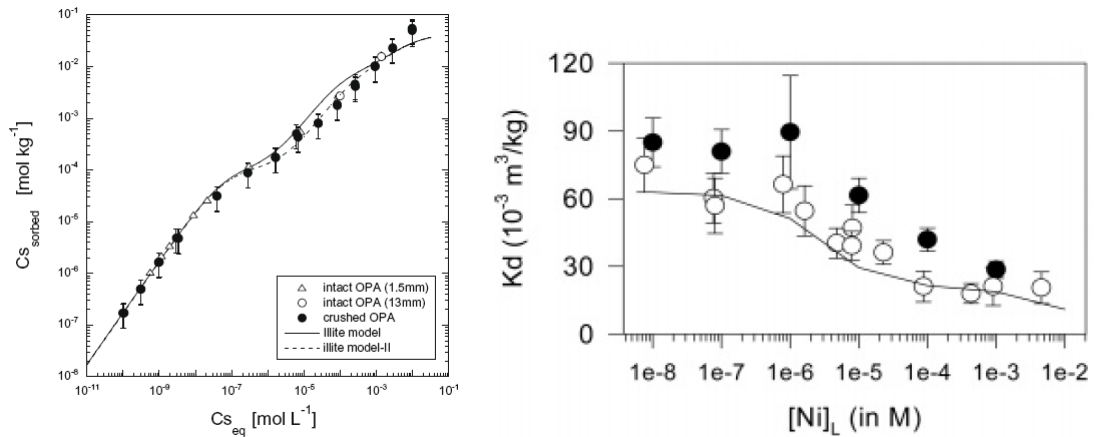 10⁻¹
10⁻²
10⁻³
10⁻⁴
10⁻⁵
10⁻⁶
10⁻⁷
10⁻⁸
Cs_sorbed [mol kg⁻¹]
intact OPA (1.5mm)
intact OPA (13mm)
crushed OPA
Illite model
illite model-II
10⁻¹¹ 10⁻⁹ 10⁻⁷ 10⁻⁵ 10⁻³ 10⁻¹
Cs_eq [mol L⁻¹]
120
90
60
30
0
Kd (10⁻³ m³/kg)
1e-8 1e-7 1e-6 1e-5 1e-4 1e-3 1e-2
[Ni]_L (in M)